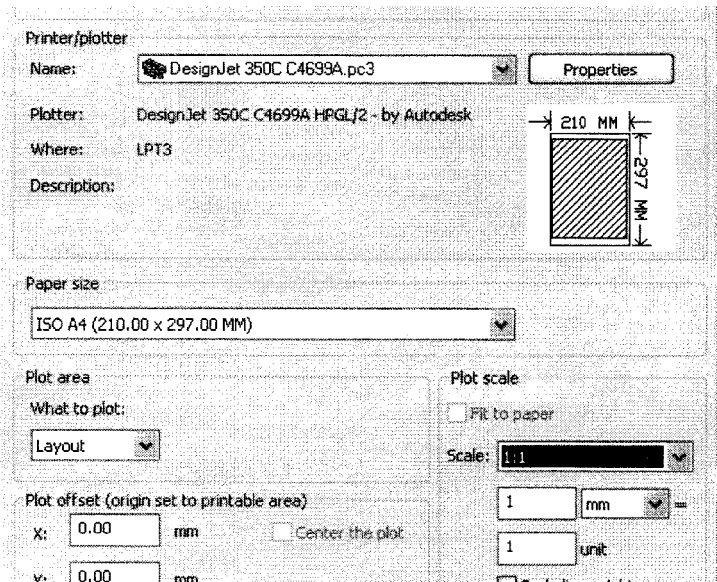 Printer/plotter
Name: DesignJet 350C C4699A.pc3 Properties
Plotter: DesignJet 350C C4699A HPGL/2 - by Autodesk
Where: LPT3
Description:
210 MM
297 MM
Paper size
ISO A4 (210.00 x 297.00 MM)
Plot area
What to plot:
Layout
Plot offset (origin set to printable area)
X: 0.00 mm Center the plot
Y: 0.00 mm
Plot scale
Fit to paper
Scale: 1:1
1 mm =
1 unit